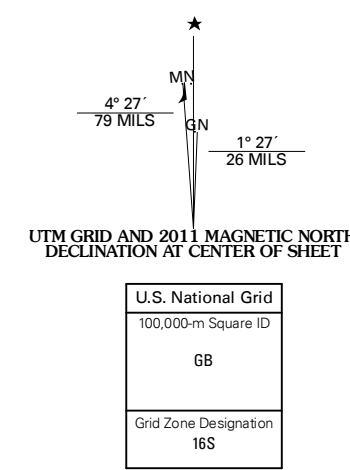 MN
GN
4° 27´
79 MILS
1° 27´
26 MILS
UTM GRID AND 2011 MAGNETIC NORTH
DECLINATION AT CENTER OF SHEET
U.S. National Grid
100,000-m Square ID
GB
Grid Zone Designation
16S